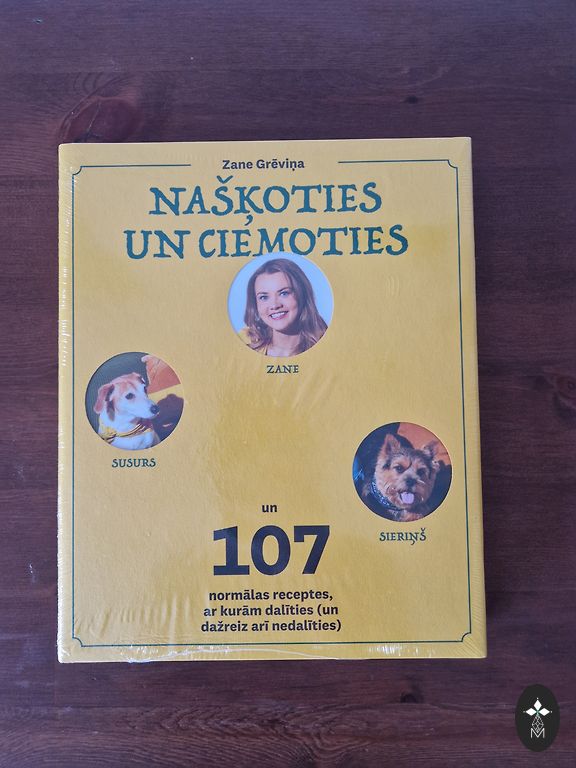 Zane Grēviņa
NAŠĶOTIES
UN CIEMOTIES
ZANE
SUSURS
SIERIŅŠ
un
107
normālas receptes,
ar kurām dalīties (un
dažreiz arī nedalīties)
M